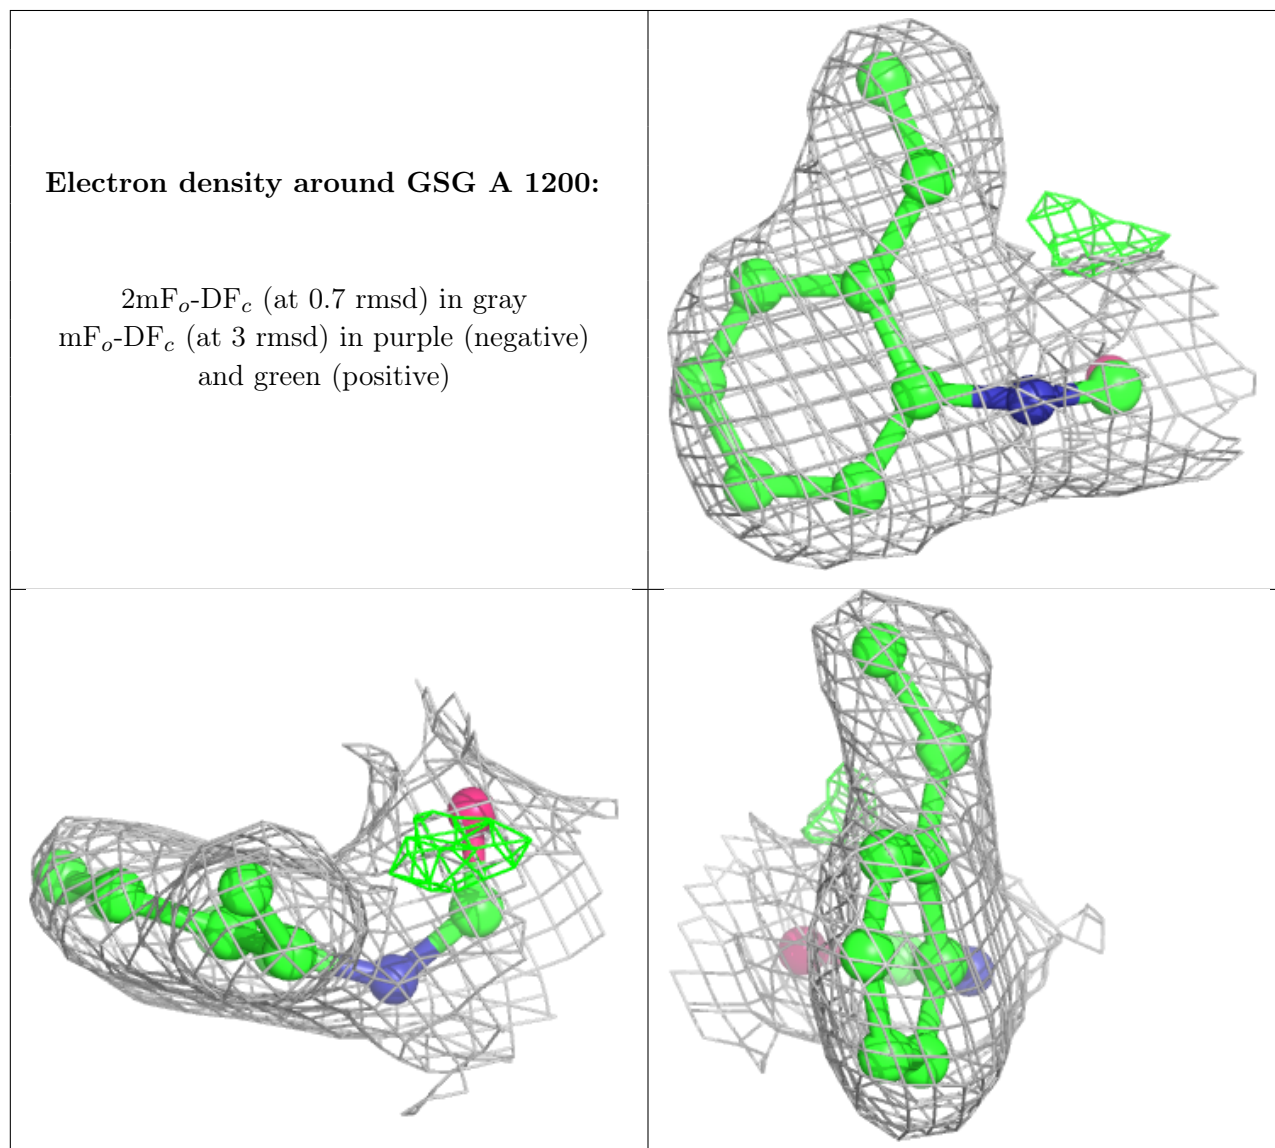 Electron density around GSG A 1200:
2mFo-DFc (at 0.7 rmsd) in gray
mFo-DFc (at 3 rmsd) in purple (negative)
and green (positive)